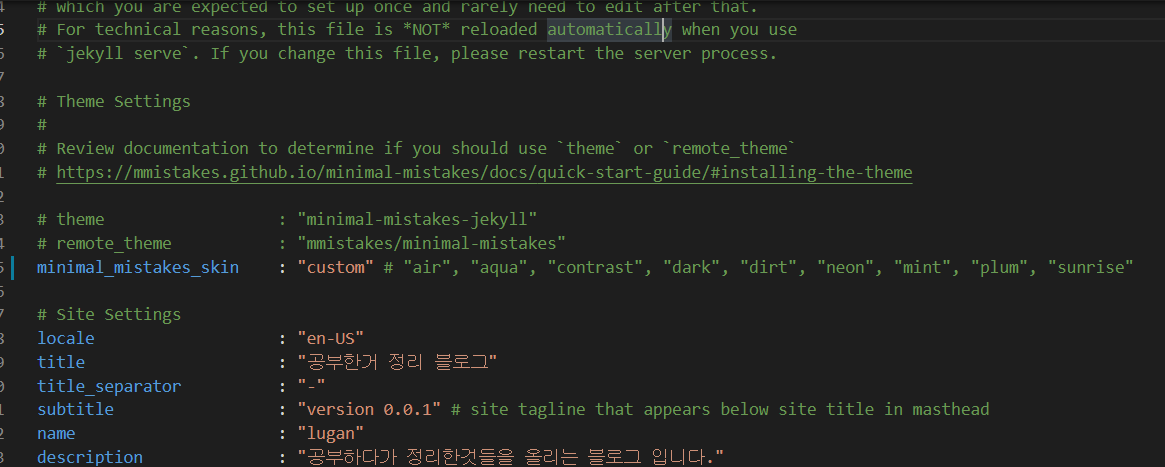 # which you are expected to set up once and rarely need to edit after that.
# For technical reasons, this file is *NOT* reloaded automatically when you use
# `jekyll serve`. If you change this file, please restart the server process.
# Theme Settings
#
# Review documentation to determine if you should use `theme` or `remote_theme`
# https://mmistakes.github.io/minimal-mistakes/docs/quick-start-guide/#installing-the-theme
# theme : "minimal-mistakes-jekyll"
# remote_theme : "mmistakes/minimal-mistakes"
minimal_mistakes_skin : "custom" # "air", "aqua", "contrast", "dark", "dirt", "neon", "mint", "plum", "sunrise"
# Site Settings
locale : "en-US"
title : "공부한거 정리 블로그"
title_separator : "-"
subtitle : "version 0.0.1" # site tagline that appears below site title in masthead
name : "lugan"
description : "공부하다가 정리한것들을 올리는 블로그 입니다."